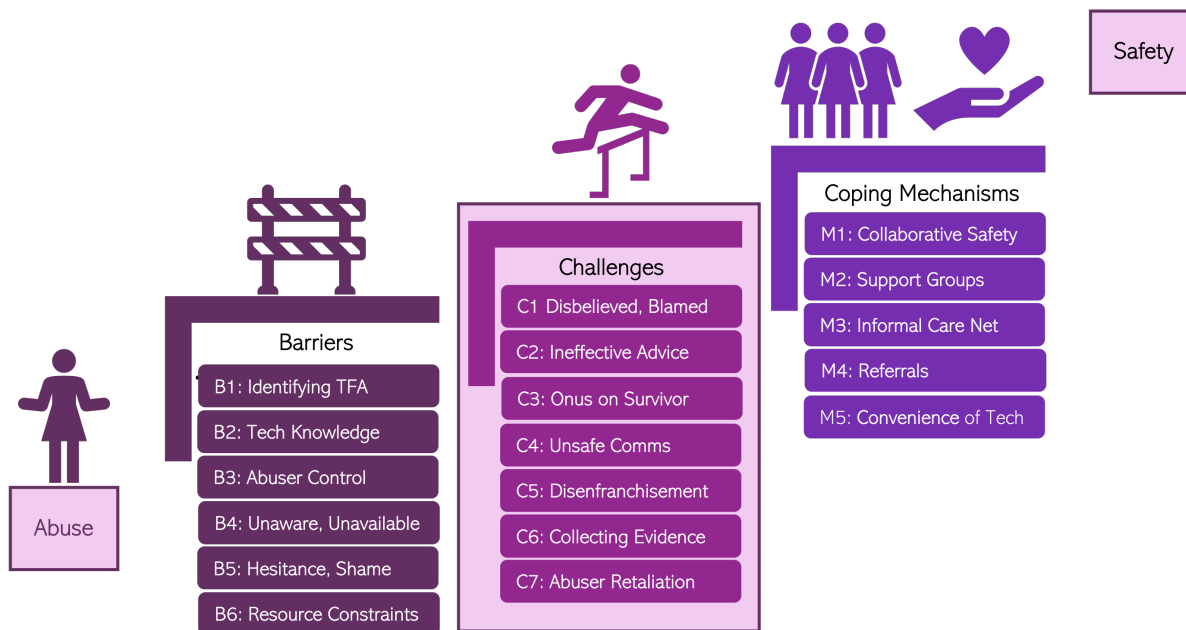 Safety
Coping Mechanisms
M1: Collaborative Safety
M2: Support Groups
M3: Informal Care Net
M4: Referrals
M5: Convenience of Tech
Challenges
C1 Disbelieved, Blamed
C2: Ineffective Advice
C3: Onus on Survivor
C4: Unsafe Comms
C5: Disenfranchisement
C6: Collecting Evidence
C7: Abuser Retaliation
Barriers
B1: Identifying TFA
B2: Tech Knowledge
B3: Abuser Control
B4: Unaware, Unavailable
B5: Hesitance, Shame
B6: Resource Constraints
Abuse